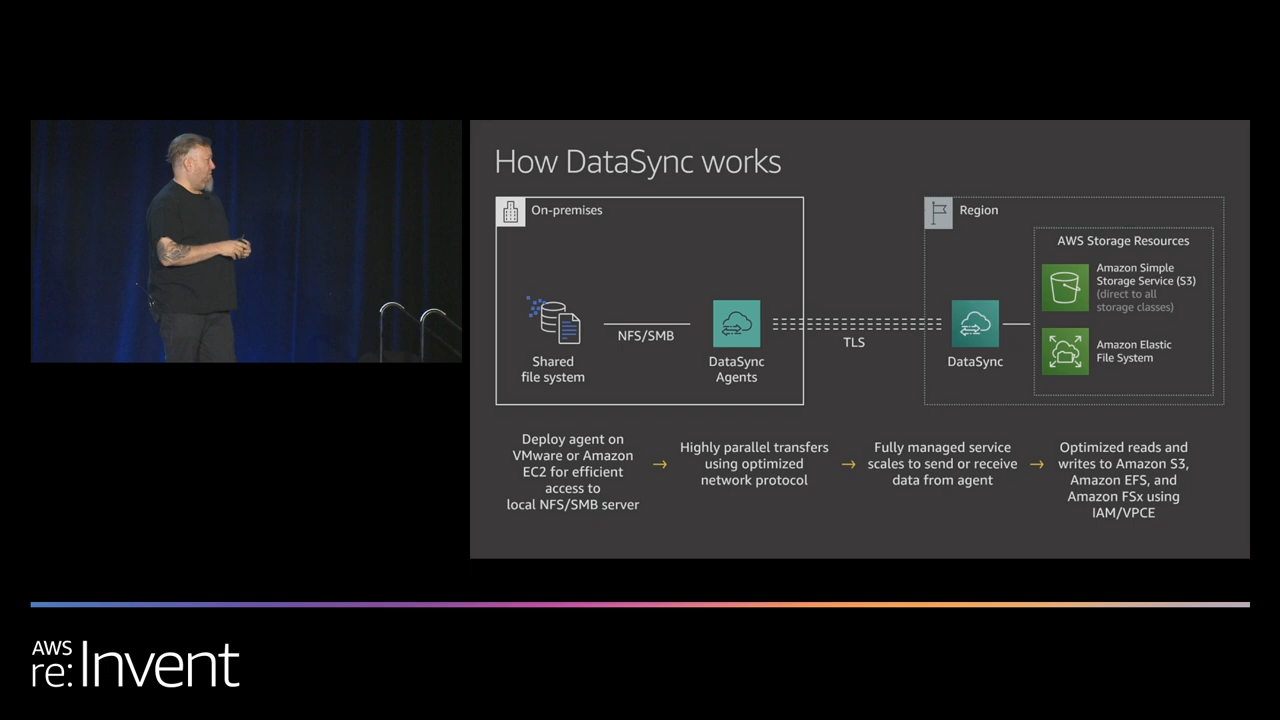 How DataSync works
On-premises
Shared
file system
NFS/SMB
DataSync
Agents
TLS
Region
DataSync
AWS Storage Resources
Amazon Simple
Storage Service (S3)
(direct to all
storage classes)
Amazon Elastic
File System
Deploy agent on
VMware or Amazon
EC2 for efficient
access to
local NFS/SMB server
→
Highly parallel transfers
using optimized
network protocol
→
Fully managed service
scales to send or receive
data from agent
→
Optimized reads and
writes to Amazon S3,
Amazon EFS, and
Amazon FSx using
IAM/VPCE
AWS
re:Invent